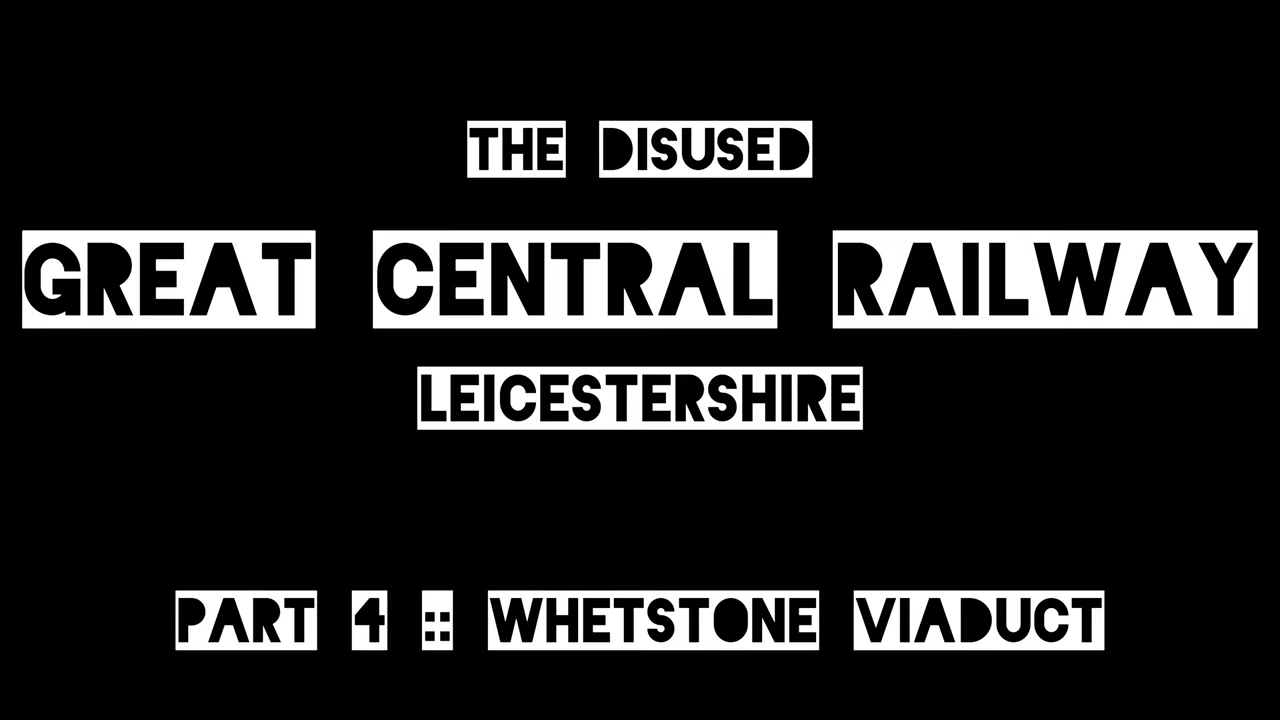 THE DISUSED
GREAT CENTRAL RAILWAY
LEICESTERSHIRE
PART 4 :: WHETSTONE VIADUCT